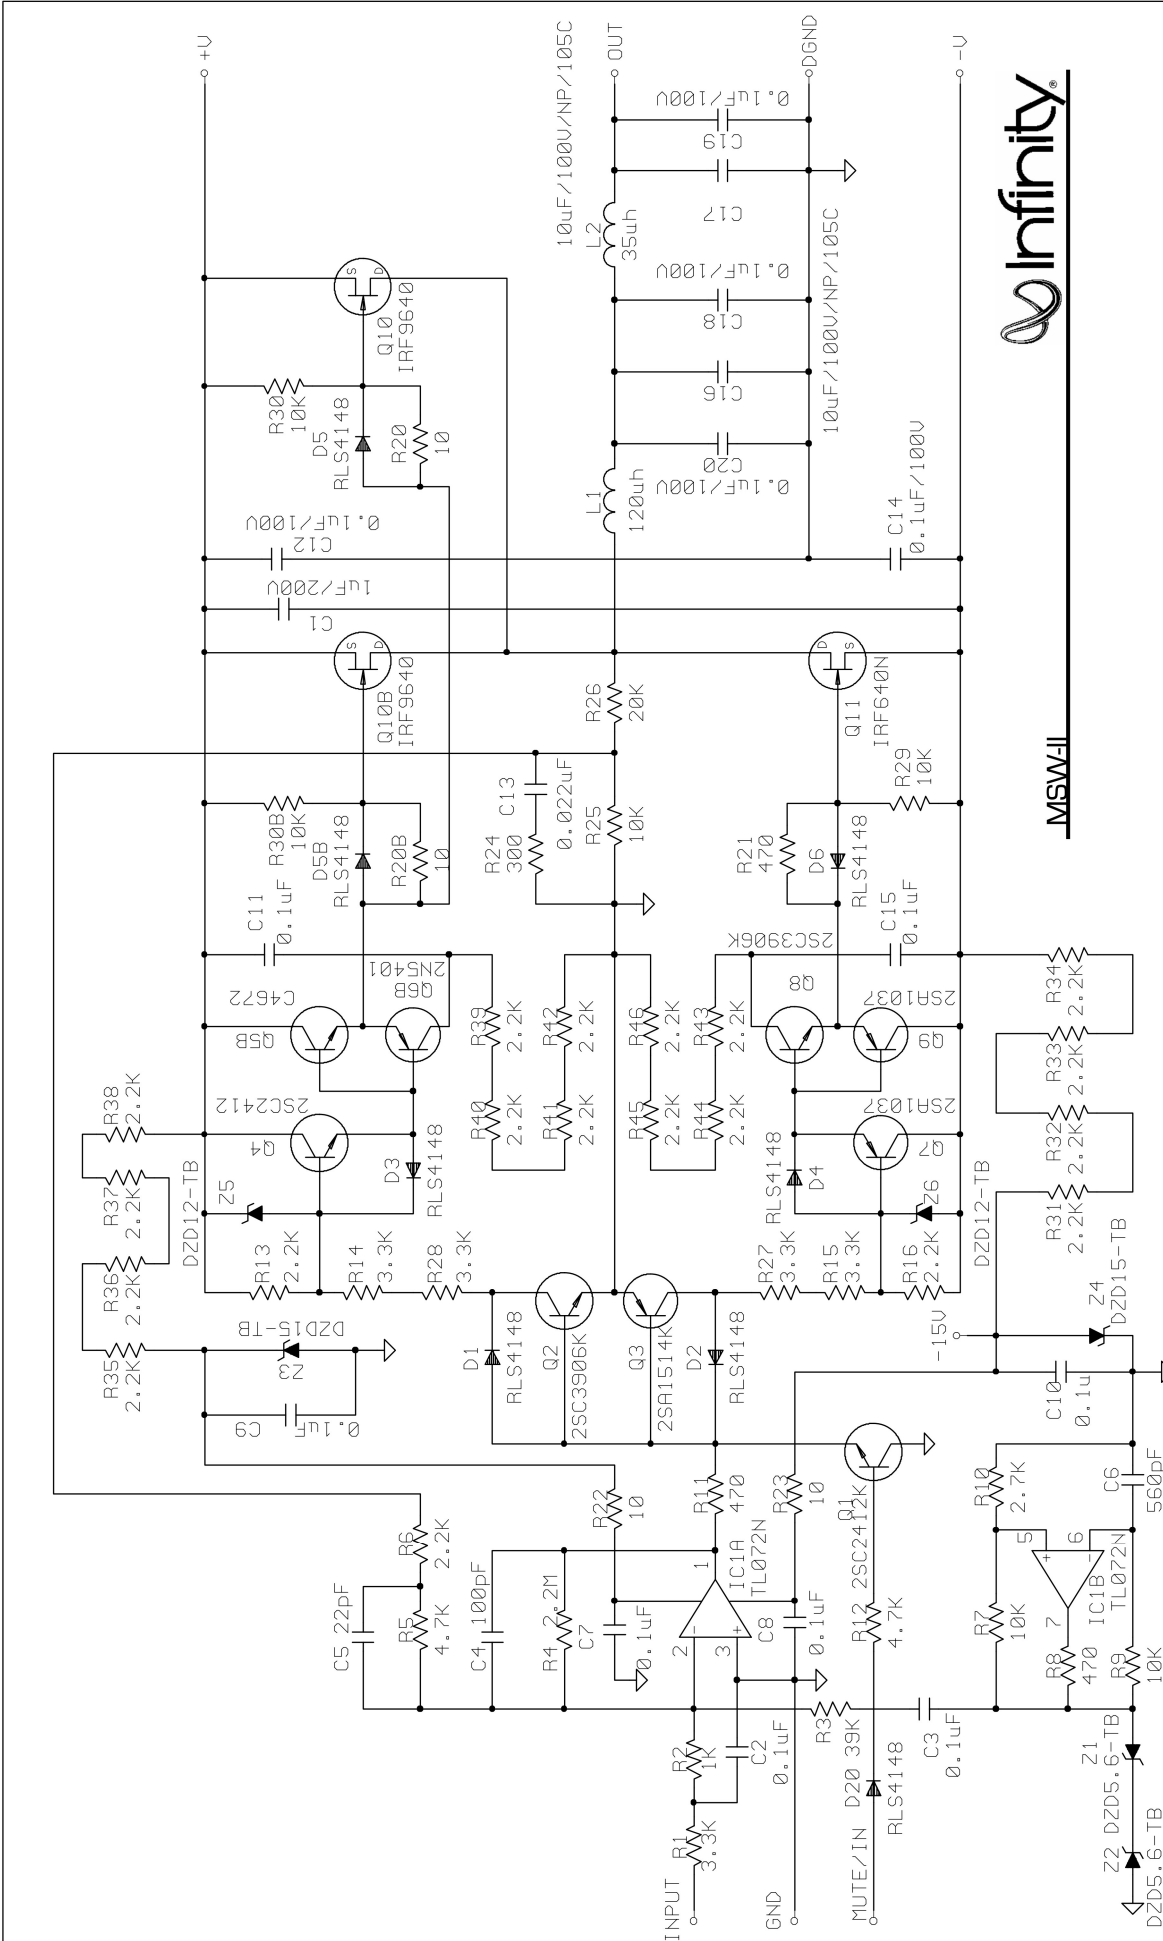 +V
OUT
DGND
-V
10uF/100V/NP/105C
0.1uF/100V
C19
C17
L2
35uh
0.1uF/100V
C18
C16
10uF/100V/NP/105C
C20
0.1uF/100V
L1
120uh
Q10
IRF9640
S
D
R30
10K
D5
RLS4148
R20
10
C12
0.1uF/100V
C14
0.1uF/100V
C1
1uF/200V
S
D
Q10B
IRF9640
R26
20K
D
S
Q11
IRF640N
R30B
10K
D5B
RLS4148
R20B
10
R24
300
C13
0.022uF
R25
10K
R21
470
D6
RLS4148
R29
10K
C11
0.1uF
C15
0.1uF
C4672
Q5B
2N5401
Q6B
R39
2.2K
R42
2.2K
R46
2.2K
R43
2.2K
2SC3906K
Q8
2SA1037
Q9
R34
2.2K
R33
2.2K
R32
2.2K
R31
2.2K
R38
2.2K
R37
2.2K
R36
2.2K
R35
2.2K
2SC2412
Q4
D3
RLS4148
R40
2.2K
R41
2.2K
R45
2.2K
R44
2.2K
RLS4148
D4
2SA1037
Q7
DZD12-TB
Z5
R13
2.2K
R14
3.3K
R28
3.3K
R27
3.3K
R15
3.3K
R16
2.2K
Z6
DZD12-TB
DZD15-TB
Z3
C9
0.1uF
D1
RLS4148
Q2
2SC3906K
Q3
2SA1514K
D2
RLS4148
-15V
Z4
DZD15-TB
C10
0.1u
R6
2.2K
C5 22pF
R5
4.7K
C4 100pF
R4 2.2M
R22
10
C7
0.1uF
R11
470
1
IC1A
TL072N
2
-
3
+
R23
10
C8
0.1uF
Q1
2SC2412K
R12
4.7K
R10
2.7K
C6
560pF
5
+
6
-
7
IC1B
TL072N
R7
10K
R8
470
R9
10K
R3
39K
C3
0.1uF
R2
1K
C2
0.1uF
D20
RLS4148
R1
3.3K
INPUT
GND
MUTE/IN
Z1
DZD5.6-TB
Z2
DZD5.6-TB
MSW-II
Infinity®